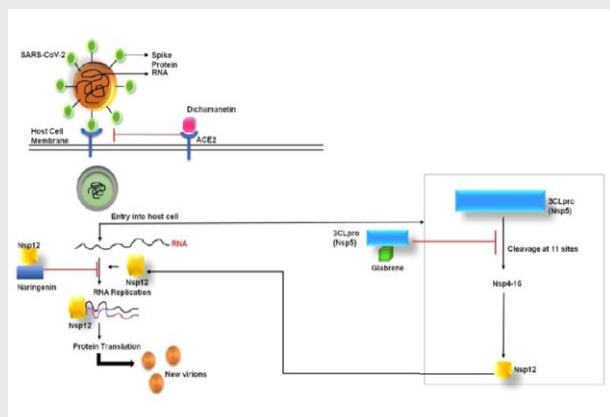 SARS-CoV-2
Spike
Protein
RNA
Dichamanetin
Host Cell
Membrane
ACE2
Entry into host cell
RNA
Nsp12
Naringenin
Nsp12
RNA Replication
Nsp12
Protein Translation
New virions
3CLpro
(Nsp5)
Glabrene
3CLpro
(Nsp5)
Cleavage at 11 sites
Nsp4-16
Nsp12